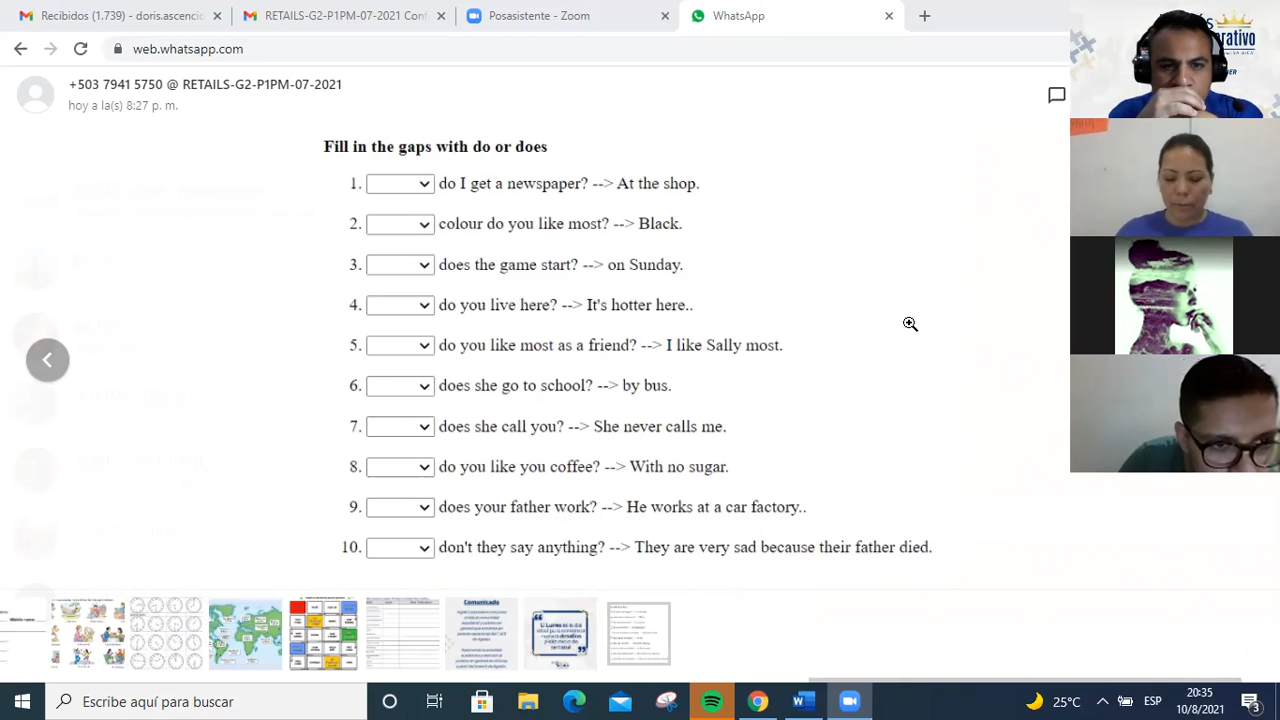 Recibidos (1.739) - doris.ascenci
RETAILS-G2-P1PM-07-2021 Con
Posasistente - Zoom
WhatsApp
web.whatsapp.com
+503 7941 5750 @ RETAILS-G2-P1PM-07-2021
hoy a la(s) 8:27 p. m.
Fill in the gaps with do or does
1. do I get a newspaper? --> At the shop.
2. colour do you like most? --> Black.
3. does the game start? --> on Sunday.
4. do you live here? --> It's hotter here..
5. do you like most as a friend? --> I like Sally most.
6. does she go to school? --> by bus.
7. does she call you? --> She never calls me.
8. do you like you coffee? --> With no sugar.
9. does your father work? --> He works at a car factory..
10. don't they say anything? --> They are very sad because their father died.
Comunicado
Escribe aquí para buscar
25°C
ESP
20:35
10/8/2021
3